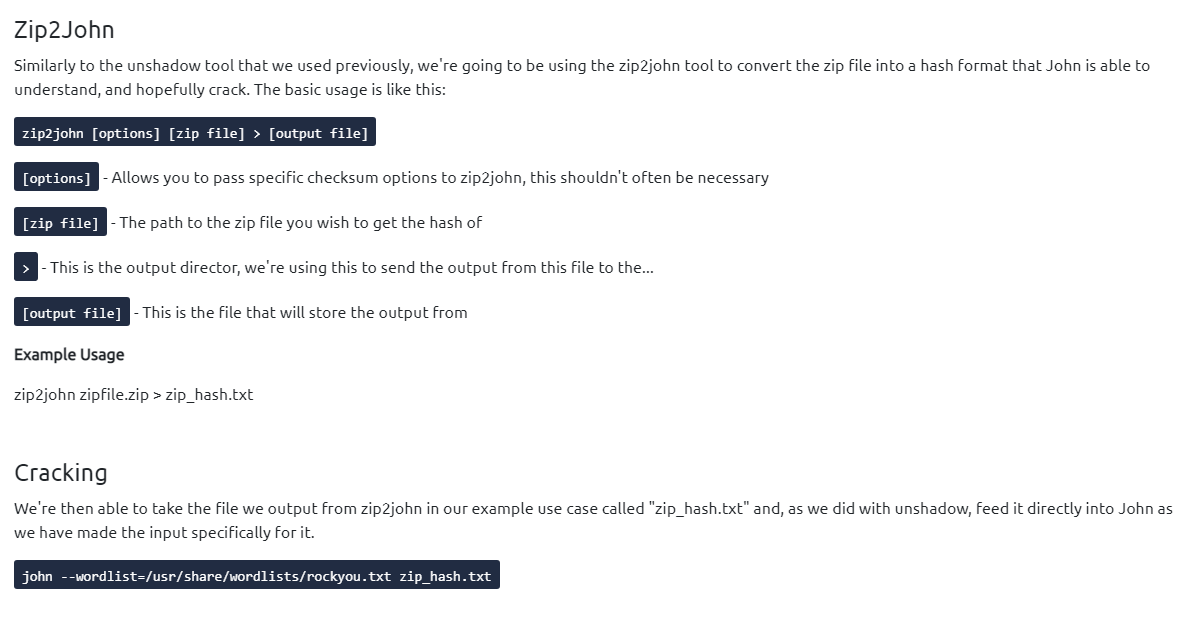 Zip2John
Similarly to the unshadow tool that we used previously, we're going to be using the zip2john tool to convert the zip file into a hash format that John is able to
understand, and hopefully crack. The basic usage is like this:
zip2john [options] [zip file] > [output file]
[options] - Allows you to pass specific checksum options to zip2john, this shouldn't often be necessary
[zip file] - The path to the zip file you wish to get the hash of
> - This is the output director, we're using this to send the output from this file to the...
[output file] - This is the file that will store the output from
Example Usage
zip2john zipfile.zip > zip_hash.txt
Cracking
We're then able to take the file we output from zip2john in our example use case called "zip_hash.txt" and, as we did with unshadow, feed it directly into John as
we have made the input specifically for it.
john --wordlist=/usr/share/wordlists/rockyou.txt zip_hash.txt